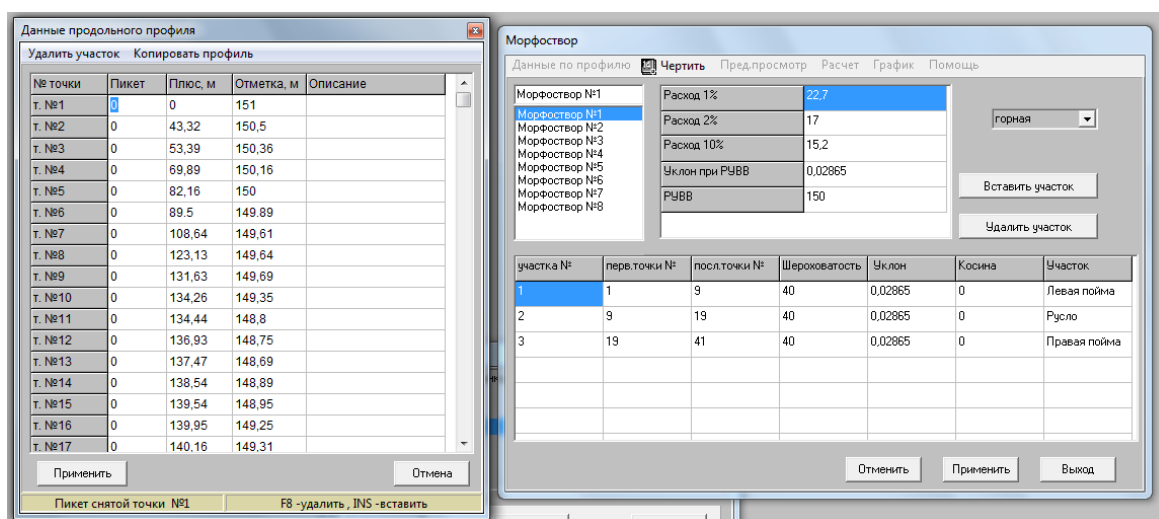 Данные продольного профиля
Удалить участок Копировать профиль
№ точки Пикет Плюс, м Отметка, м Описание
т. №1 0 0 151
т. №2 0 43,32 150,5
т. №3 0 53,39 150,36
т. №4 0 69,89 150,16
т. №5 0 82,16 150
т. №6 0 89.5 149.89
т. №7 0 108,64 149,61
т. №8 0 123,13 149,64
т. №9 0 131,63 149,69
т. №10 0 134,26 149,35
т. №11 0 134,44 148,8
т. №12 0 136,93 148,75
т. №13 0 137,47 148,69
т. №14 0 138,54 148,89
т. №15 0 139,54 148,95
т. №16 0 139,95 149,25
т. №17 0 140,16 149,31
Применить Отмена
Пикет снятой точки №1 F8 -удалить , INS -вставить
Морфоствор
Данные по профилю Чертить Пред.просмотр Расчет График Помощь
Морфоствор №1
Морфоствор №1
Морфоствор №2
Морфоствор №3
Морфоствор №4
Морфоствор №5
Морфоствор №6
Морфоствор №7
Морфоствор №8
Расход 1% 22,7
Расход 2% 17
Расход 10% 15,2
Уклон при РУВВ 0,02865
РУВВ 150
горная
Вставить участок
Удалить участок
участка № перв.точки № посл.точки № Шероховатость Уклон Косина Участок
1 1 9 40 0,02865 0 Левая пойма
2 9 19 40 0,02865 0 Русло
3 19 41 40 0,02865 0 Правая пойма
Отменить Применить Выход